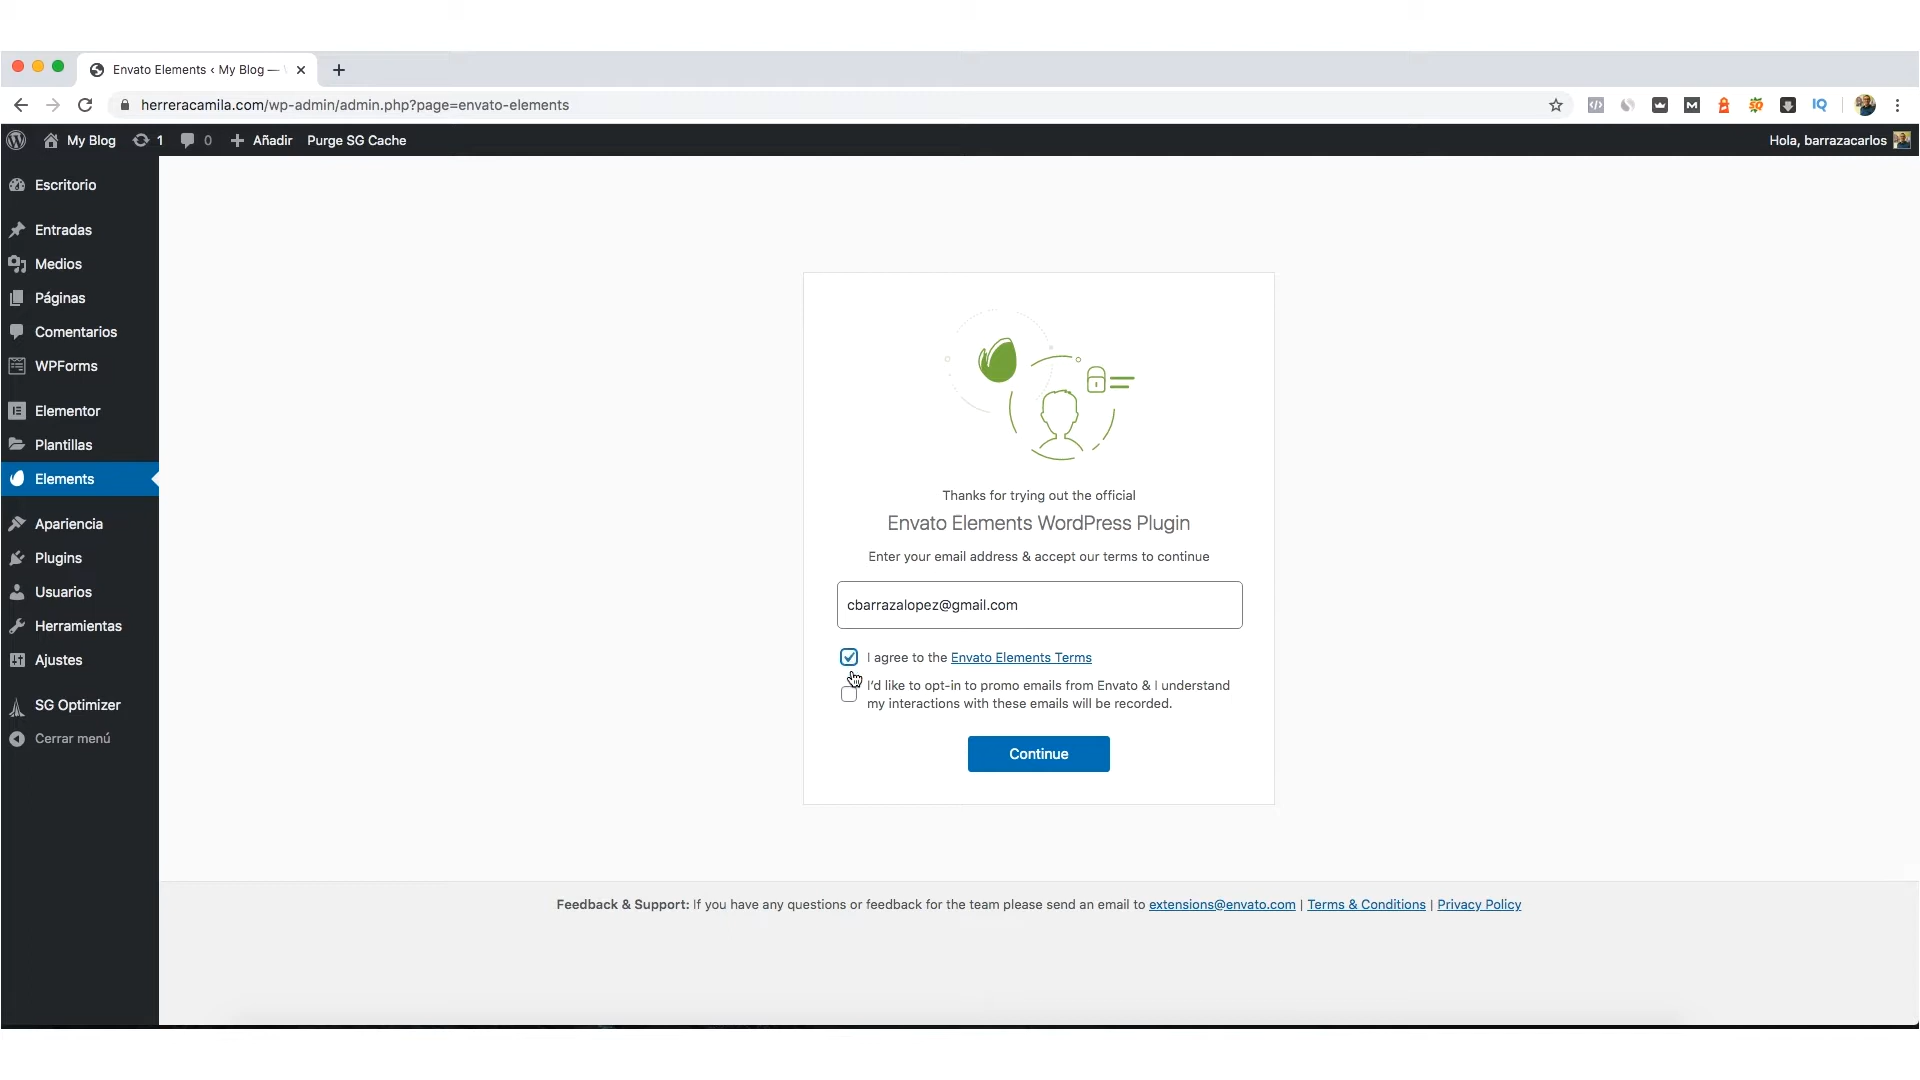 Envato Elements ‹ My Blog —
herreracamila.com/wp-admin/admin.php?page=envato-elements
My Blog 1 0 Añadir Purge SG Cache Hola, barrazacarlos
Escritorio
Entradas
Medios
Páginas
Comentarios
WPForms
Elementor
Plantillas
Elements
Apariencia
Plugins
Usuarios
Herramientas
Ajustes
SG Optimizer
Cerrar menú
Thanks for trying out the official
Envato Elements WordPress Plugin
Enter your email address & accept our terms to continue
cbarrazalopez@gmail.com
I agree to the Envato Elements Terms
I'd like to opt-in to promo emails from Envato & I understand
my interactions with these emails will be recorded.
Continue
Feedback & Support: If you have any questions or feedback for the team please send an email to extensions@envato.com | Terms & Conditions | Privacy Policy